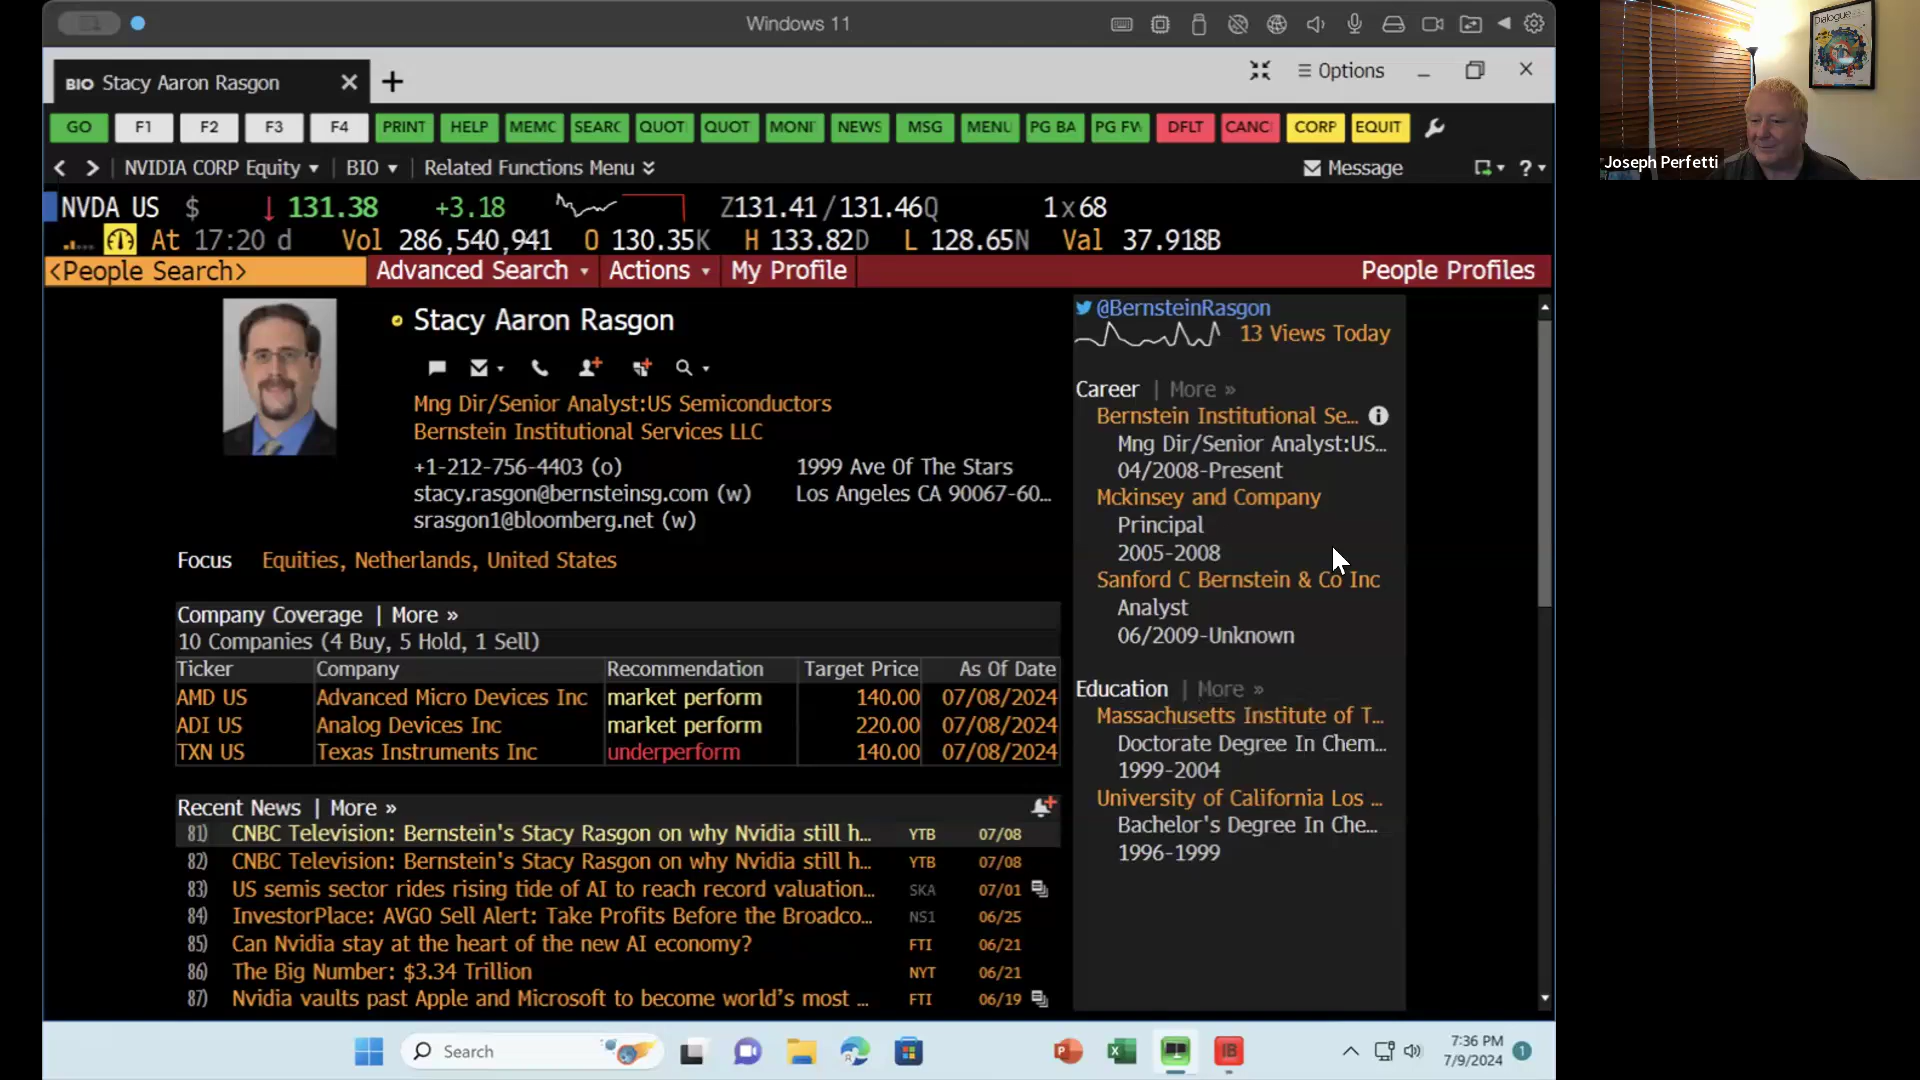 Windows 11
BIO Stacy Aaron Rasgon
Options
GO F1 F2 F3 F4 PRINT HELP MEMC SEARC QUOT QUOT MONI NEWS MSG MENU PG BA PG FW DFLT CANC CORP EQUIT
NVIDIA CORP Equity BIO Related Functions Menu Message ?
NVDA US $ ↓ 131.38 +3.18 Z131.41/131.46Q 1x68
At 17:20 d Vol 286,540,941 O 130.35K H 133.82D L 128.65N Val 37.918B
<People Search> Advanced Search Actions My Profile People Profiles
Stacy Aaron Rasgon
Mng Dir/Senior Analyst:US Semiconductors
Bernstein Institutional Services LLC
+1-212-756-4403 (o) 1999 Ave Of The Stars
stacy.rasgon@bernsteinsg.com (w) Los Angeles CA 90067-60...
srasgon1@bloomberg.net (w)
Focus Equities, Netherlands, United States
Company Coverage | More »
10 Companies (4 Buy, 5 Hold, 1 Sell)
Ticker Company Recommendation Target Price As Of Date
AMD US Advanced Micro Devices Inc market perform 140.00 07/08/2024
ADI US Analog Devices Inc market perform 220.00 07/08/2024
TXN US Texas Instruments Inc underperform 140.00 07/08/2024
Recent News | More »
81) CNBC Television: Bernstein's Stacy Rasgon on why Nvidia still h... YTB 07/08
82) CNBC Television: Bernstein's Stacy Rasgon on why Nvidia still h... YTB 07/08
83) US semis sector rides rising tide of AI to reach record valuation... SKA 07/01
84) InvestorPlace: AVGO Sell Alert: Take Profits Before the Broadco... NS1 06/25
85) Can Nvidia stay at the heart of the new AI economy? FTI 06/21
86) The Big Number: $3.34 Trillion NYT 06/21
87) Nvidia vaults past Apple and Microsoft to become world's most ... FTI 06/19
@BernsteinRasgon
13 Views Today
Career | More »
Bernstein Institutional Se...
Mng Dir/Senior Analyst:US...
04/2008-Present
Mckinsey and Company
Principal
2005-2008
Sanford C Bernstein & Co Inc
Analyst
06/2009-Unknown
Education | More »
Massachusetts Institute of T...
Doctorate Degree In Chem...
1999-2004
University of California Los ...
Bachelor's Degree In Che...
1996-1999
Search
P
X
IB
7:36 PM
7/9/2024
1
Dialogue
Joseph Perfetti